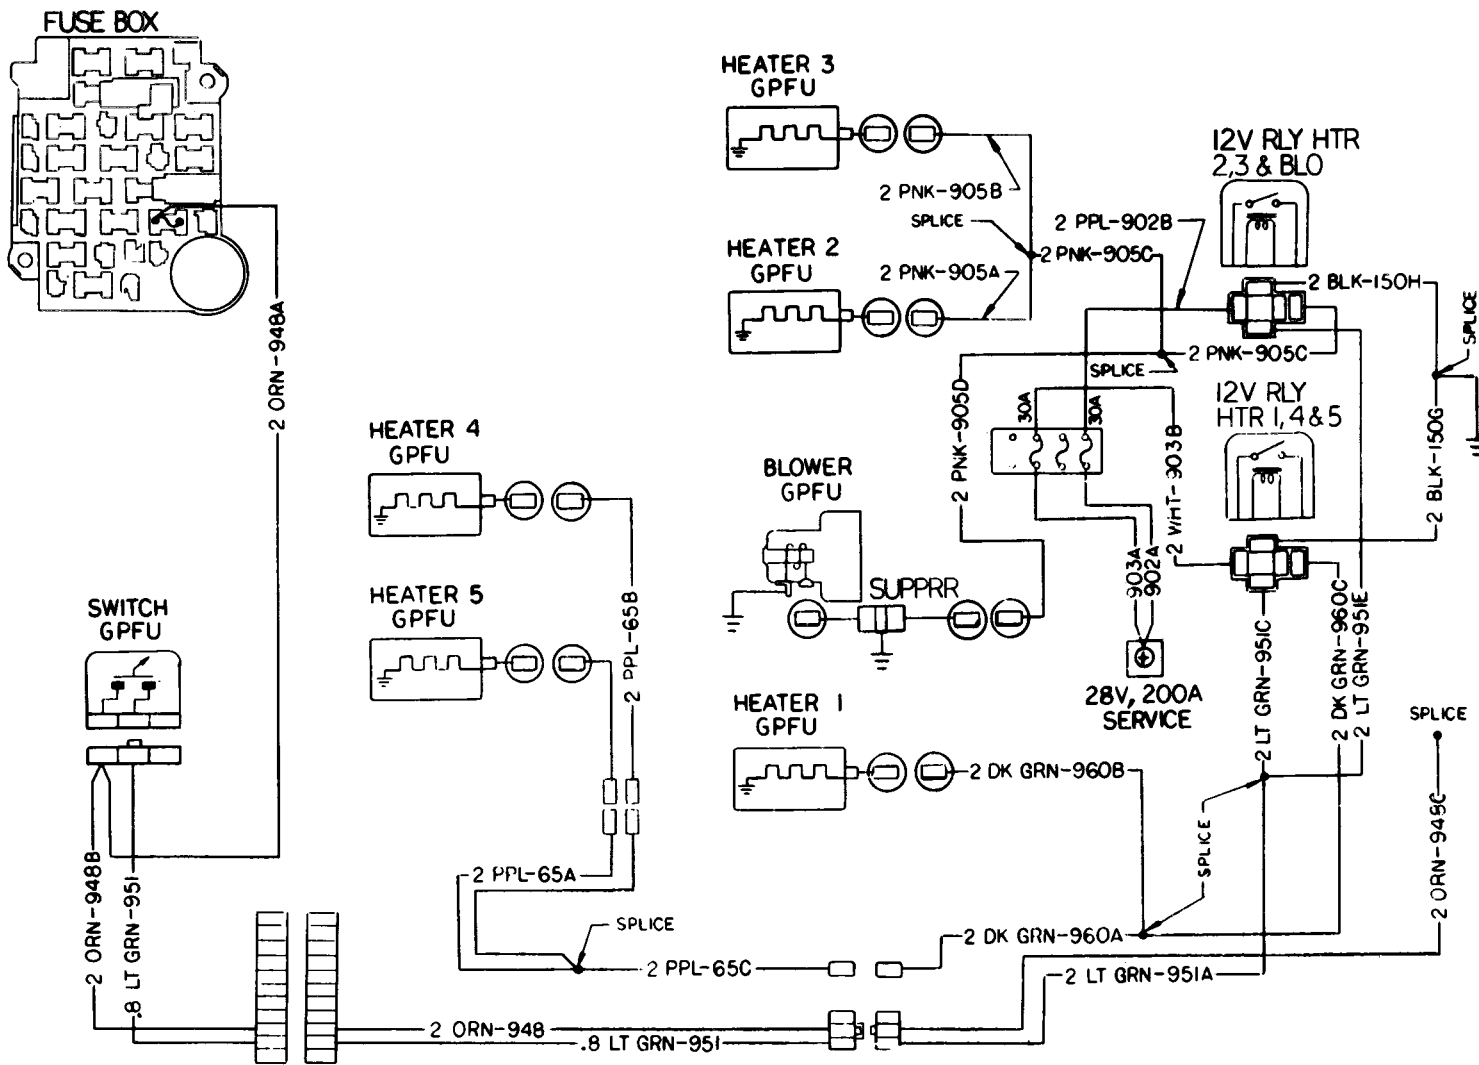 FUSE BOX
2 ORN-948A
SWITCH
GPFU
2 ORN-948B
.8 LT GRN-951
HEATER 4
GPFU
HEATER 5
GPFU
2 PPL-65B
2 PPL-65A
SPLICE
2 PPL-65C
2 ORN-948
.8 LT GRN-951
HEATER 3
GPFU
2 PNK-905B
SPLICE
HEATER 2
GPFU
2 PNK-905A
2 PNK-905C
2 PPL-902B
12V RLY HTR
2,3 & BLO
2 BLK-150H
SPLICE
2 PNK-905C
SPLICE
2 PNK-905D
30A
30A
12V RLY
HTR 1,4 & 5
2 WHT-903B
2 BLK-150G
BLOWER
GPFU
SUPPRR
903A
902A
28V, 200A
SERVICE
2 LT GRN-951C
2 DK GRN-960C
2 LT GRN-951E
HEATER 1
GPFU
2 DK GRN-960B
SPLICE
SPLICE
2 ORN-948C
2 DK GRN-960A
2 LT GRN-951A